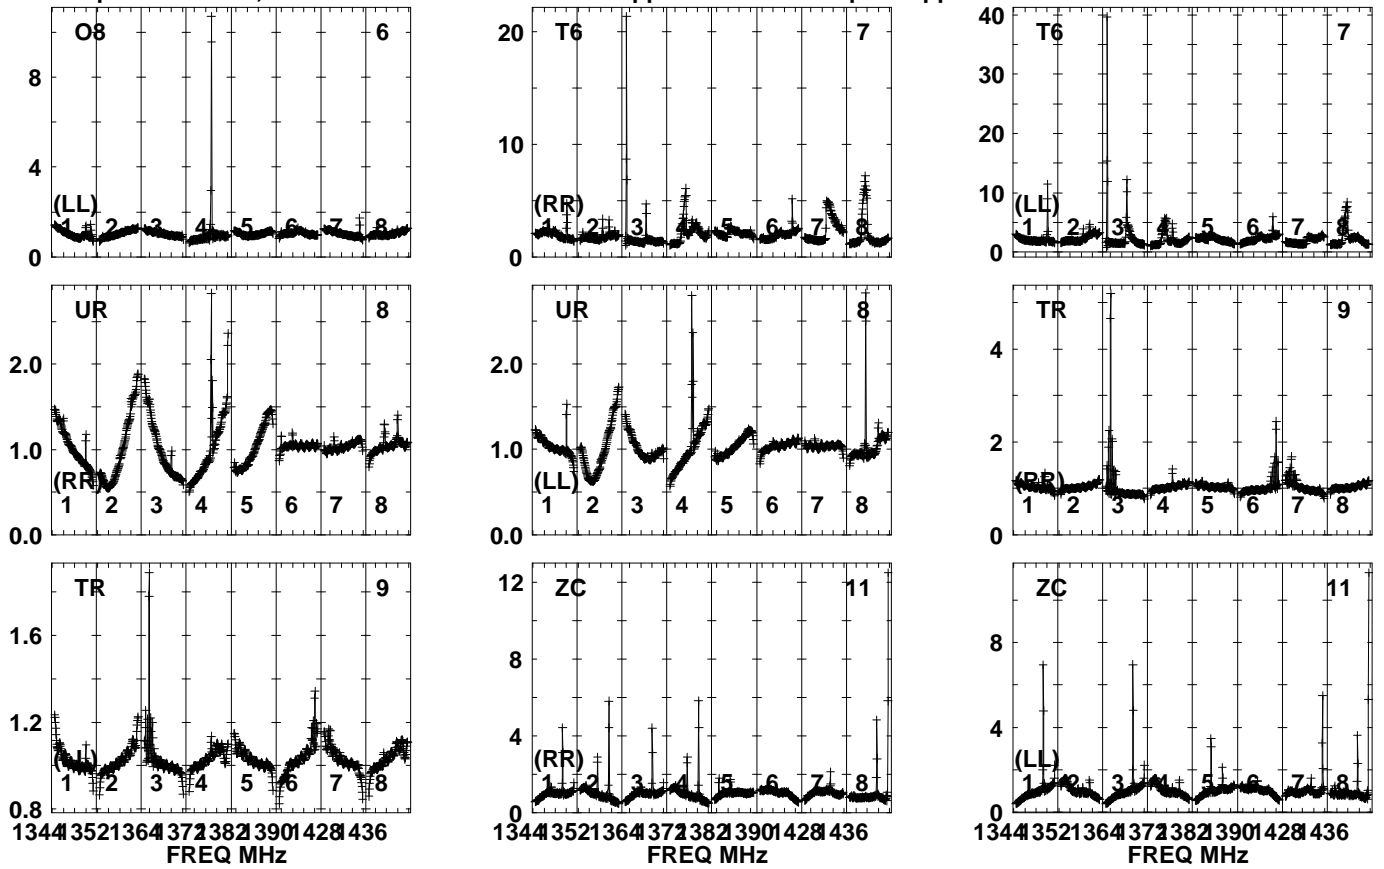 O8 6 T6 7 T6 7
10 8 4 0
(LL) 1 2 3 4 5 6 7 8
20 10 0
(RR) 1 2 3 4 5 6 7 8
40 30 20 10 0
(LL) 1 2 3 4 5 6 7 8
UR 8 UR 8 TR 9
2.0 1.0 0.0
(RR) 1 2 3 4 5 6 7 8
2.0 1.0 0.0
(LL) 1 2 3 4 5 6 7 8
4 2 0
(RR) 1 2 3 4 5 6 7 8
TR 9 ZC 11 ZC 11
1.6 1.2 0.8
1 2 3 4 5 6 7 8
12 8 4 0
(RR) 1 2 3 4 5 6 7 8
8 4 0
(LL) 1 2 3 4 5 6 7 8
1344 1352 1364 1372 1382 1390 1428 1436
1344 1352 1364 1372 1382 1390 1428 1436
1344 1352 1364 1372 1382 1390 1428 1436
FREQ MHz FREQ MHz FREQ MHz